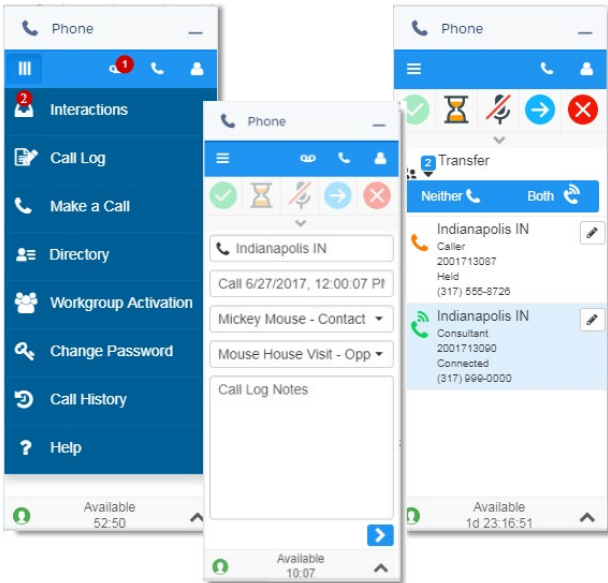 Phone
1
2
Interactions
Call Log
Make a Call
Directory
Workgroup Activation
Change Password
Call History
Help
Available
52:50
Phone
Indianapolis IN
Call 6/27/2017, 12:00:07 PM
Mickey Mouse - Contact
Mouse House Visit - Opp
Call Log Notes
Available
10:07
Phone
2 Transfer
Neither Both
Indianapolis IN
Caller
2001713087
Held
(317) 555-8726
Indianapolis IN
Consultant
2001713090
Connected
(317) 999-0000
Available
1d 23:16:51